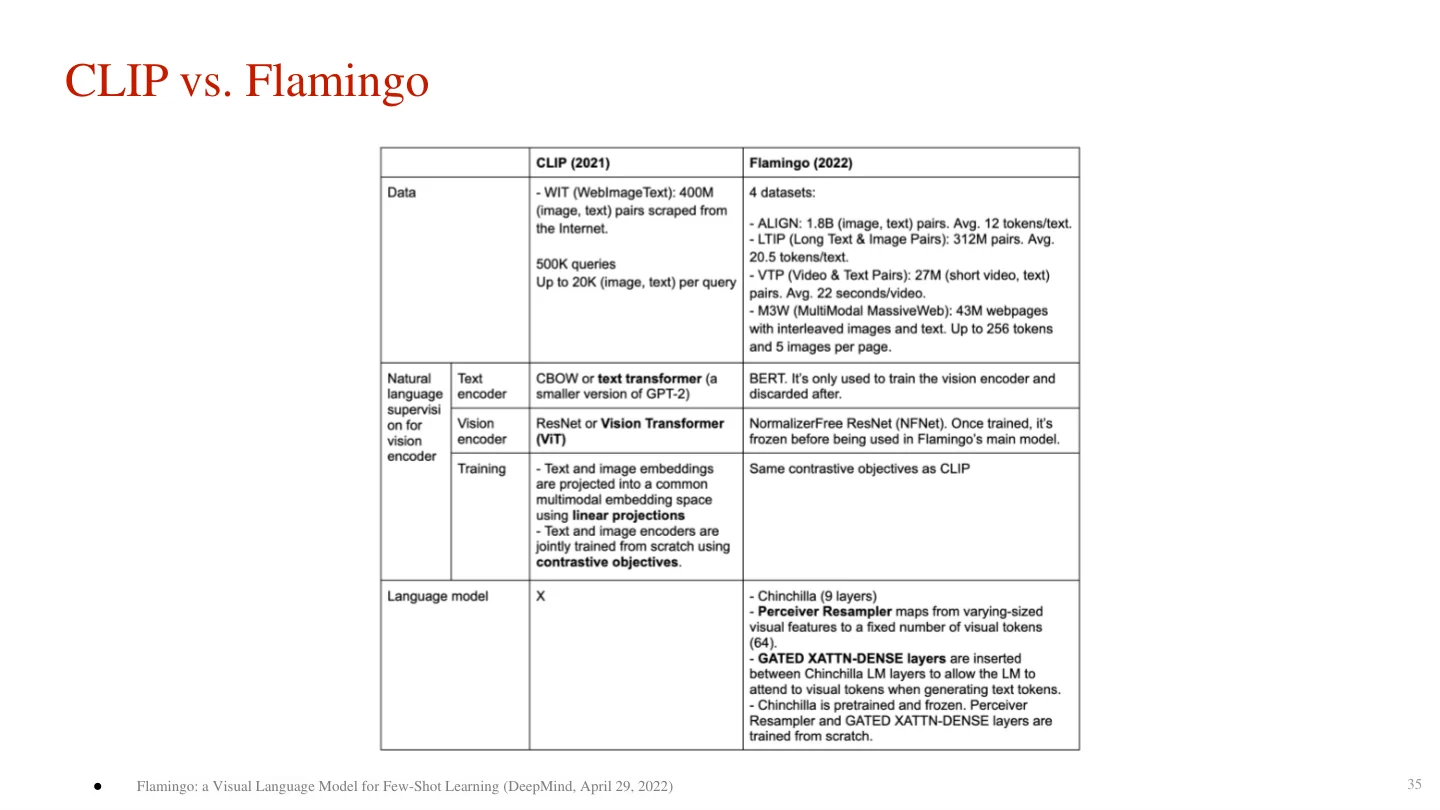 CLIP vs. Flamingo
CLIP (2021)
Flamingo (2022)
Data
- WIT (WebImageText): 400M
(image, text) pairs scraped from
the Internet.
500K queries
Up to 20K (image, text) per query
4 datasets:
- ALIGN: 1.8B (image, text) pairs. Avg. 12 tokens/text.
- LTIP (Long Text & Image Pairs): 312M pairs. Avg.
20.5 tokens/text.
- VTP (Video & Text Pairs): 27M (short video, text)
pairs. Avg. 22 seconds/video.
- M3W (MultiModal MassiveWeb): 43M webpages
with interleaved images and text. Up to 256 tokens
and 5 images per page.
Natural
language
supervisi
on for
vision
encoder
Text
encoder
CBOW or text transformer (a
smaller version of GPT-2)
BERT. It's only used to train the vision encoder and
discarded after.
Vision
encoder
ResNet or Vision Transformer
(ViT)
NormalizerFree ResNet (NFNet). Once trained, it's
frozen before being used in Flamingo's main model.
Training
- Text and image embeddings
are projected into a common
multimodal embedding space
using linear projections
- Text and image encoders are
jointly trained from scratch using
contrastive objectives.
Same contrastive objectives as CLIP
Language model
X
- Chinchilla (9 layers)
- Perceiver Resampler maps from varying-sized
visual features to a fixed number of visual tokens
(64).
- GATED XATTN-DENSE layers are inserted
between Chinchilla LM layers to allow the LM to
attend to visual tokens when generating text tokens.
- Chinchilla is pretrained and frozen. Perceiver
Resampler and GATED XATTN-DENSE layers are
trained from scratch.
● Flamingo: a Visual Language Model for Few-Shot Learning (DeepMind, April 29, 2022)
35